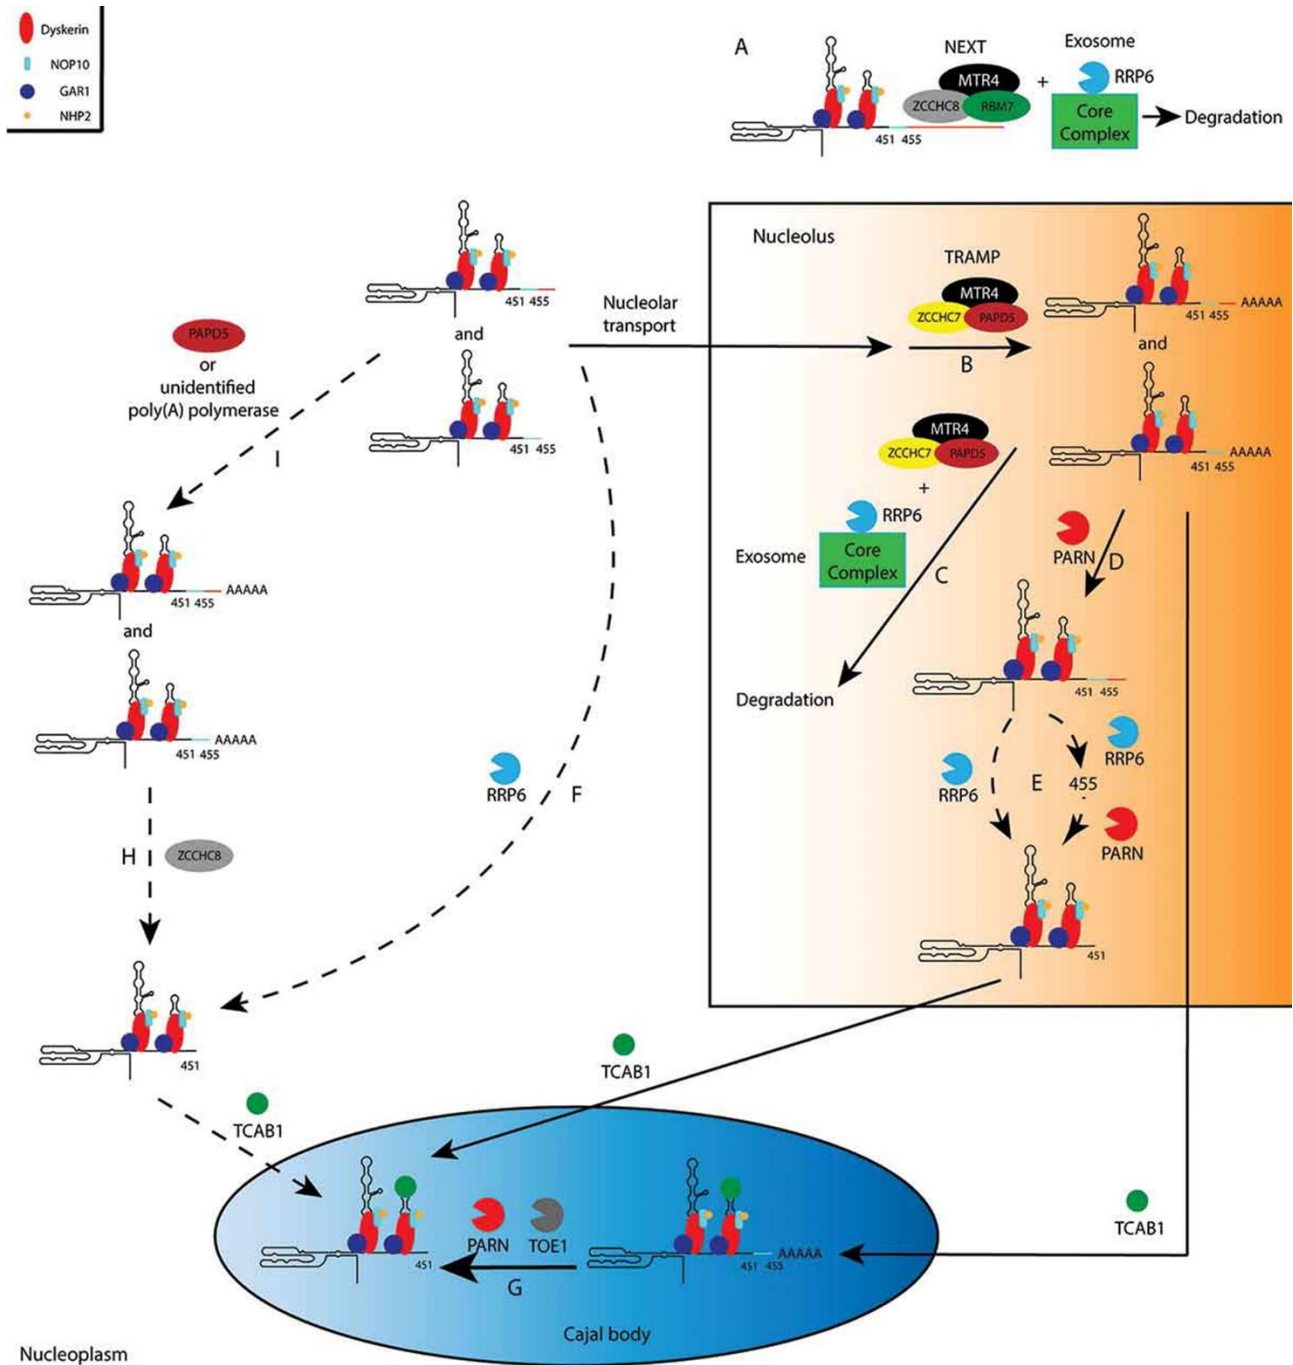 Dyskerin
NOP10
GAR1
NHP2
A
NEXT
MTR4
ZCCHC8
RBM7
451 455
+
Exosome
RRP6
Core
Complex
Degradation
451 455
and
451 455
Nucleolar
transport
PAPD5
or
unidentified
poly(A) polymerase
I
451 455
AAAAA
and
451 455
AAAAA
H
ZCCHC8
451
F
RRP6
Nucleolus
TRAMP
MTR4
ZCCHC7
PAPD5
B
451 455
AAAAA
and
451 455
AAAAA
MTR4
ZCCHC7
PAPD5
+
RRP6
Exosome
Core
Complex
C
Degradation
PARN
D
451 455
RRP6
E
RRP6
455
PARN
451
TCAB1
TCAB1
TCAB1
451
PARN
TOE1
G
451 455
AAAAA
Cajal body
Nucleoplasm